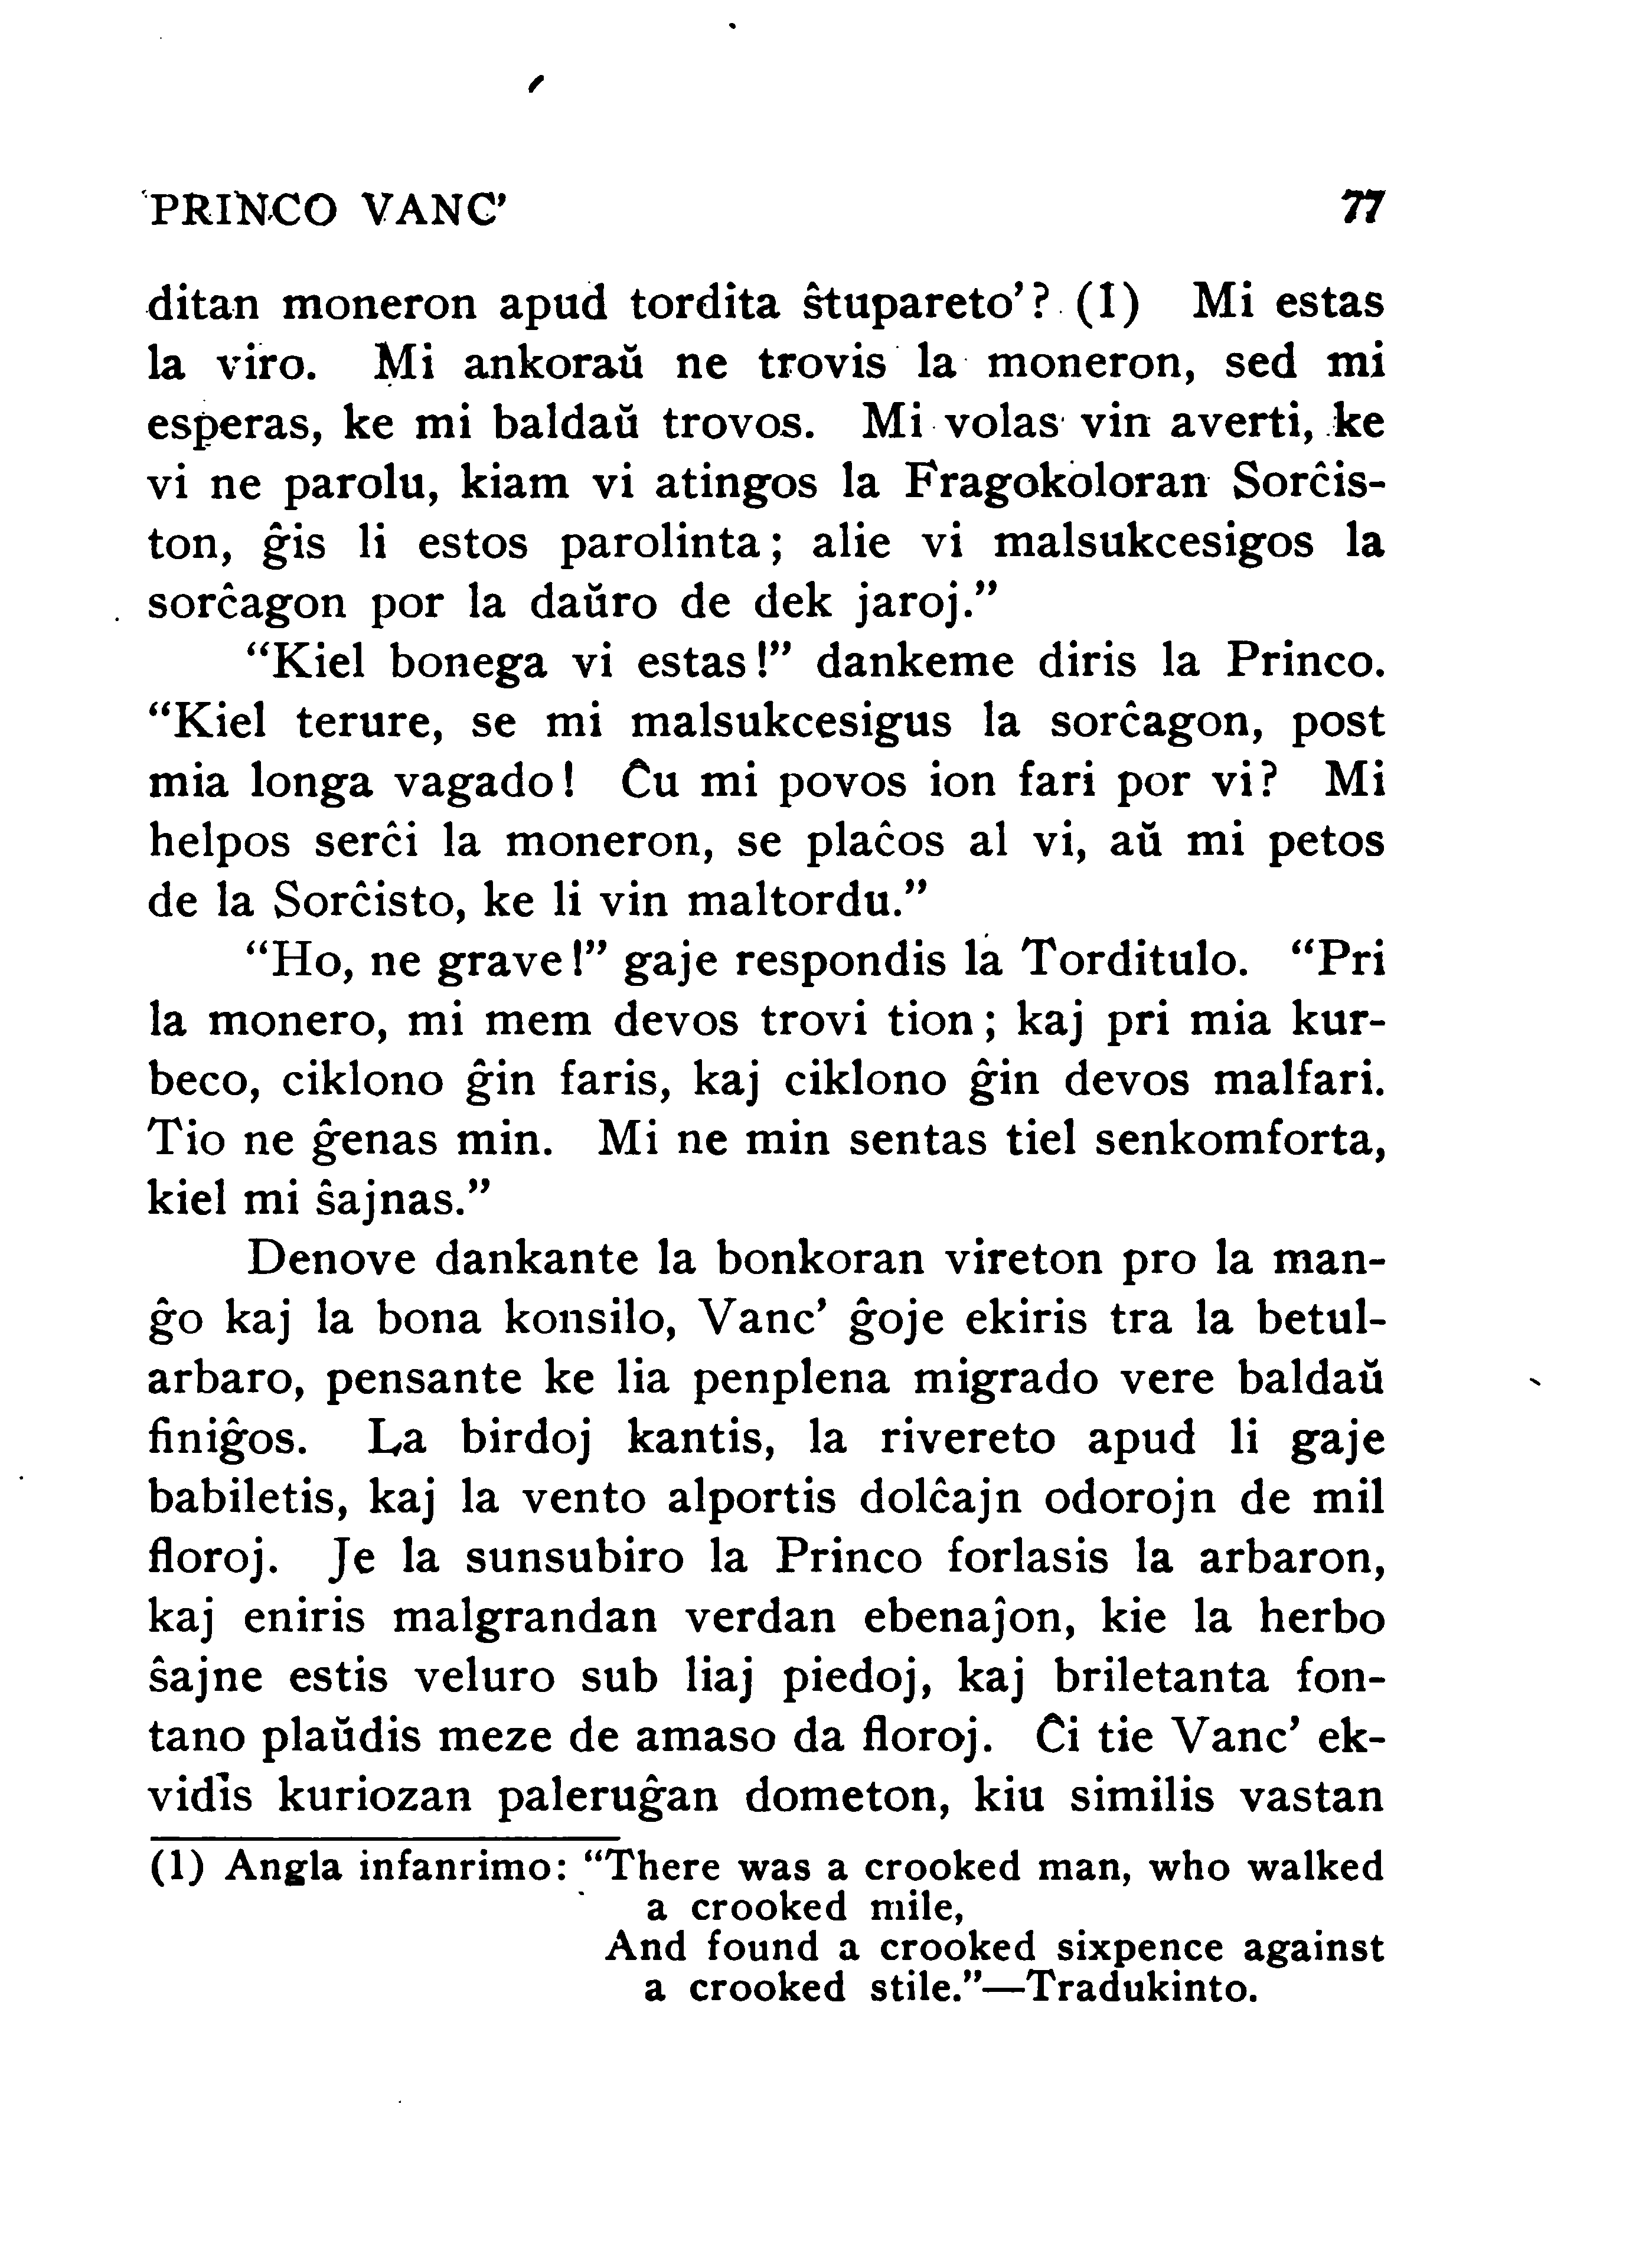 PRINCO VANC’ 77
ditan moneron apud tordita ŝtupareto’? (1) Mi estas
la viro. Mi ankoraŭ ne trovis la moneron, sed mi
esperas, ke mi baldaŭ trovos. Mi volas vin averti, ke
vi ne parolu, kiam vi atingos la Fragokoloran Sorĉis-
ton, ĝis li estos parolinta; alie vi malsukcesigos la
sorĉagon por la daŭro de dek jaroj.”
“Kiel bonega vi estas!” dankeme diris la Princo.
“Kiel terure, se mi malsukcesigus la sorĉagon, post
mia longa vagado! Ĉu mi povos ion fari por vi? Mi
helpos serĉi la moneron, se plaĉos al vi, aŭ mi petos
de la Sorĉisto, ke li vin maltordu.”
“Ho, ne grave!” gaje respondis la Torditulo. “Pri
la monero, mi mem devos trovi tion; kaj pri mia kur-
beco, ciklono ĝin faris, kaj ciklono ĝin devos malfari.
Tio ne ĝenas min. Mi ne min sentas tiel senkomforta,
kiel mi ŝajnas.”
Denove dankante la bonkoran vireton pro la man-
ĝo kaj la bona konsilo, Vanc’ ĝoje ekiris tra la betul-
arbaro, pensante ke lia penplena migrado vere baldaŭ
finiĝos. La birdoj kantis, la rivereto apud li gaje
babiletis, kaj la vento alportis dolĉajn odorojn de mil
floroj. Je la sunsubiro la Princo forlasis la arbaron,
kaj eniris malgrandan verdan ebenaĵon, kie la herbo
ŝajne estis veluro sub liaj piedoj, kaj briletanta fon-
tano plaŭdis meze de amaso da floroj. Ĉi tie Vanc’ ek-
vidis kuriozan paleruĝan dometon, kiu similis vastan
(1) Angla infanrimo: “There was a crooked man, who walked
a crooked mile,
And found a crooked sixpence against
a crooked stile.”—Tradukinto.